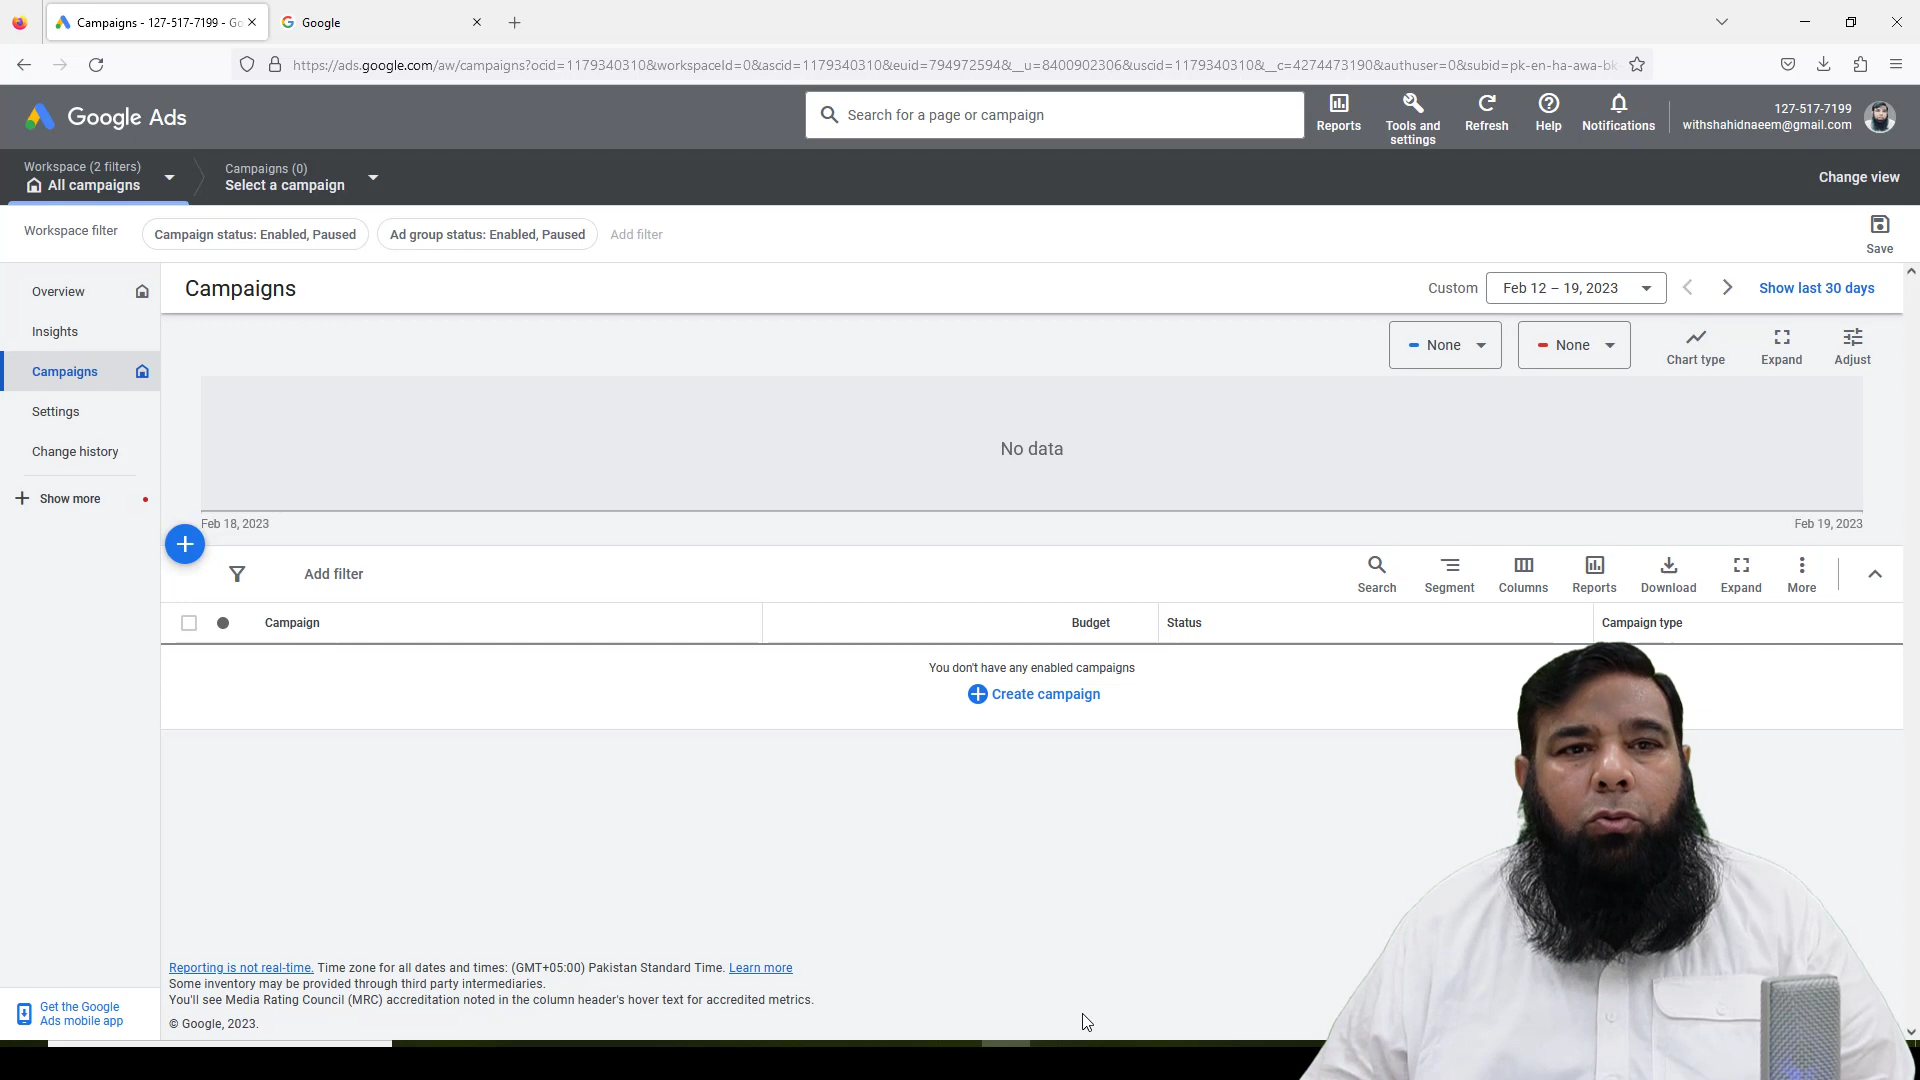 Campaigns - 127-517-7199 - Go
Google
https://ads.google.com/aw/campaigns?ocid=1179340310&workspaceId=0&ascid=1179340310&euid=794972594&__u=8400902306&uscid=1179340310&__c=4274473190&authuser=0&subid=pk-en-ha-awa-bk-
Google Ads
Search for a page or campaign
Reports
Tools and settings
Refresh
Help
Notifications
127-517-7199
withshahidnaeem@gmail.com
Workspace (2 filters)
All campaigns
Campaigns (0)
Select a campaign
Change view
Workspace filter
Campaign status: Enabled, Paused
Ad group status: Enabled, Paused
Add filter
Save
Overview
Insights
Campaigns
Settings
Change history
Show more
Campaigns
Custom
Feb 12 – 19, 2023
Show last 30 days
None
None
Chart type
Expand
Adjust
No data
Feb 18, 2023
Feb 19, 2023
Add filter
Search
Segment
Columns
Reports
Download
Expand
More
Campaign
Budget
Status
Campaign type
You don't have any enabled campaigns
Create campaign
Reporting is not real-time. Time zone for all dates and times: (GMT+05:00) Pakistan Standard Time. Learn more
Some inventory may be provided through third party intermediaries.
You'll see Media Rating Council (MRC) accreditation noted in the column header's hover text for accredited metrics.
© Google, 2023.
Get the Google
Ads mobile app